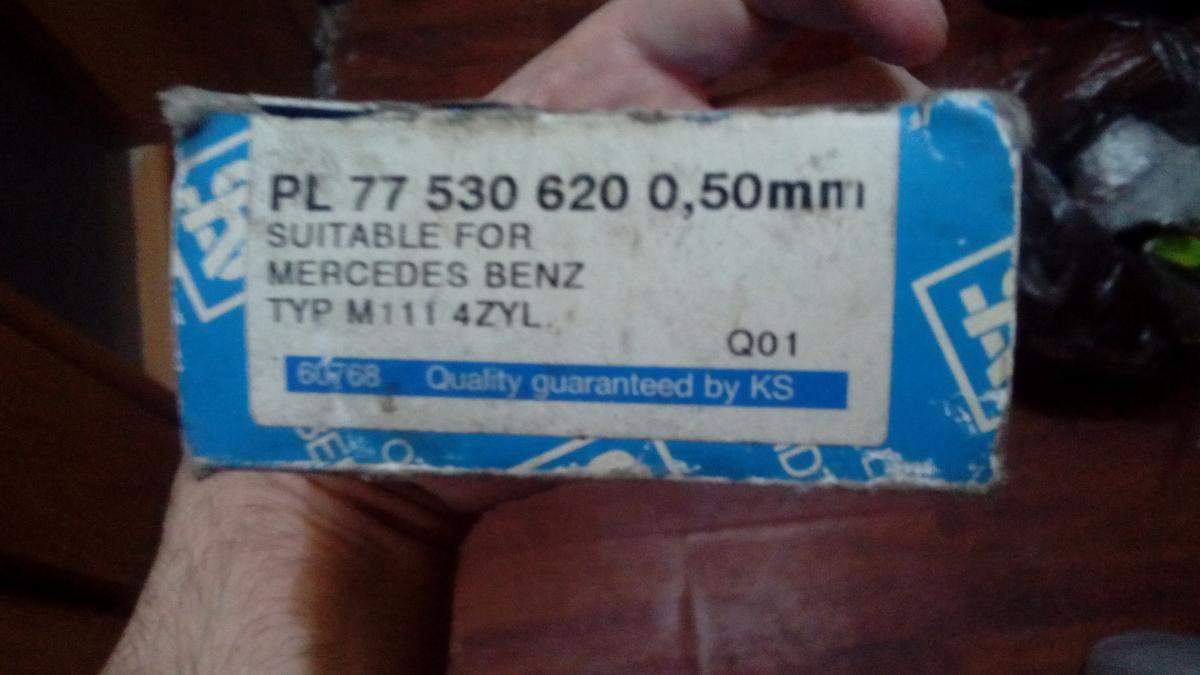 PL 77 530 620 0,50mm
SUITABLE FOR
MERCEDES BENZ
TYP M111 4ZYL.
Q01
60768 Quality guaranteed by KS